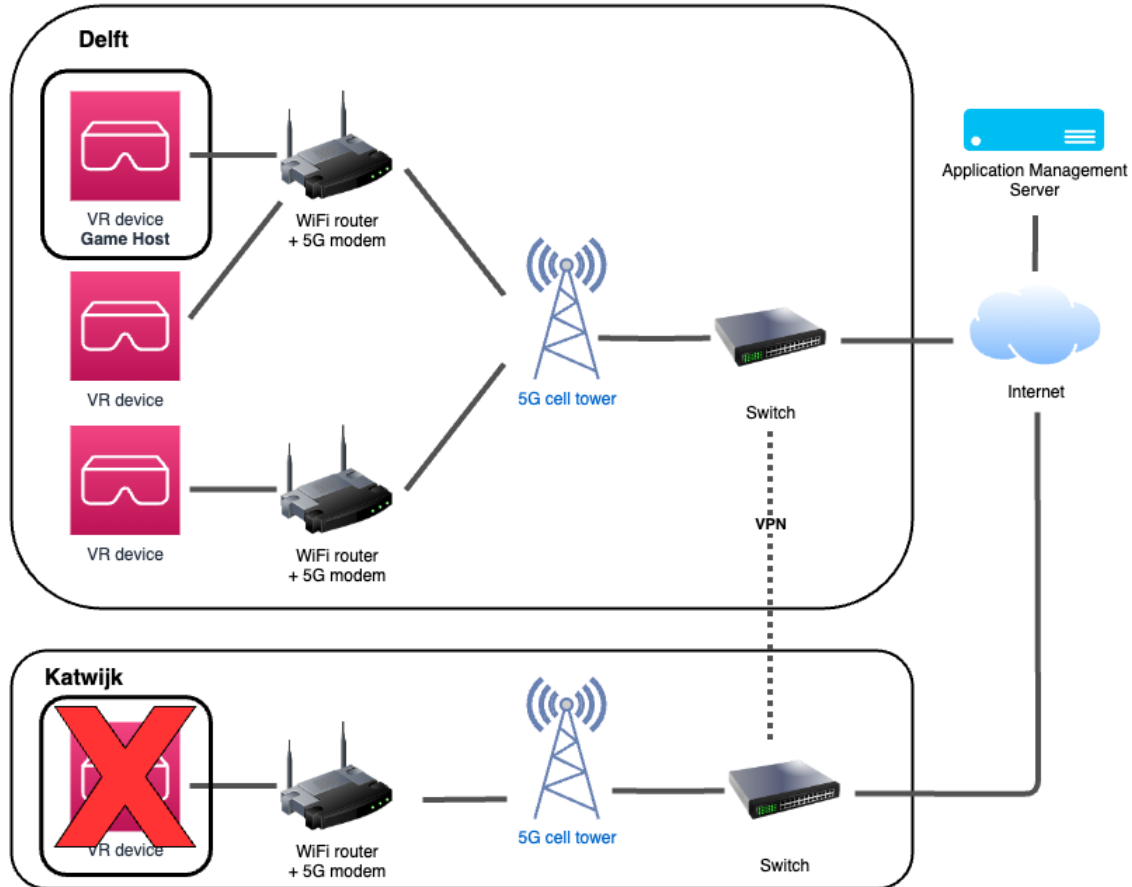 Delft
VR device
Game Host
WiFi router
+ 5G modem
Application Management
Server
VR device
5G cell tower
Switch
Internet
VR device
WiFi router
+ 5G modem
VPN
Katwijk
VR device
WiFi router
+ 5G modem
5G cell tower
Switch